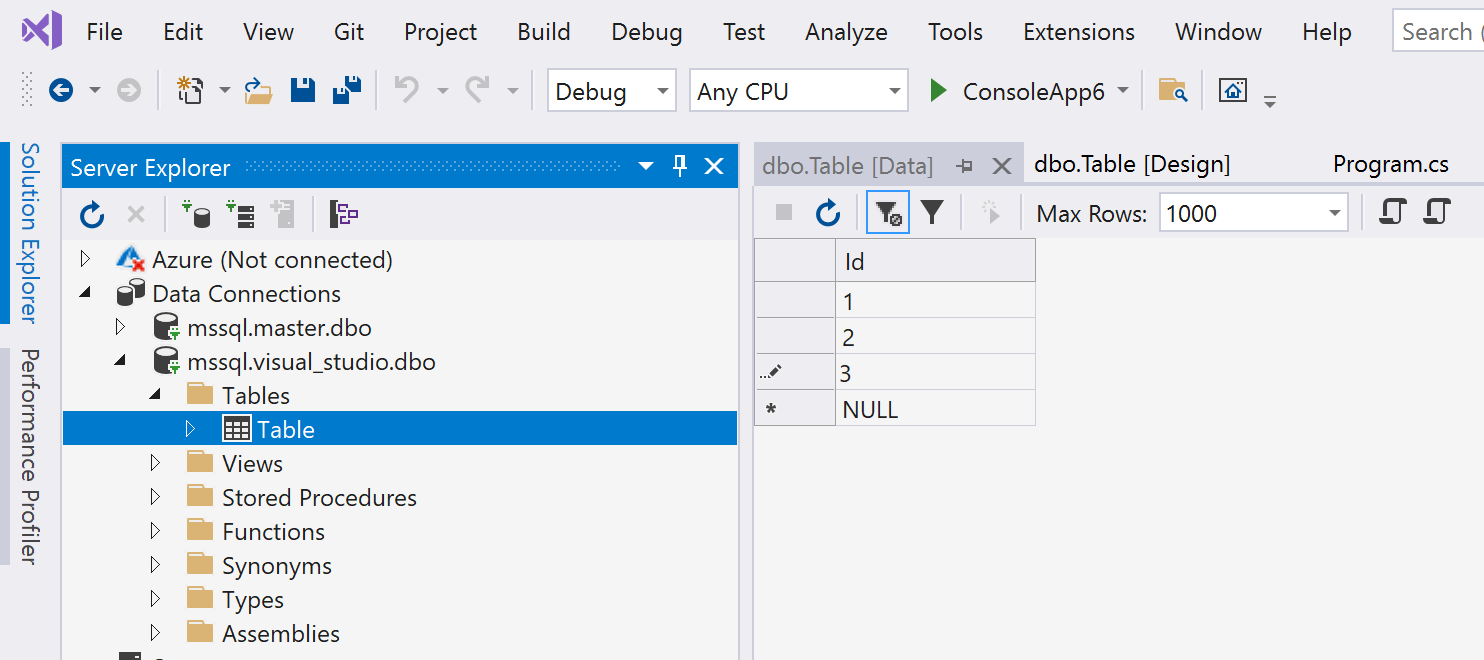 File Edit View Git Project Build Debug Test Analyze Tools Extensions Window Help Search (
Debug Any CPU ConsoleApp6
Solution Explorer
Performance Profiler
Server Explorer
Azure (Not connected)
Data Connections
mssql.master.dbo
mssql.visual_studio.dbo
Tables
Table
Views
Stored Procedures
Functions
Synonyms
Types
Assemblies
dbo.Table [Data] dbo.Table [Design] Program.cs
Max Rows: 1000
Id
1
2
3
* NULL